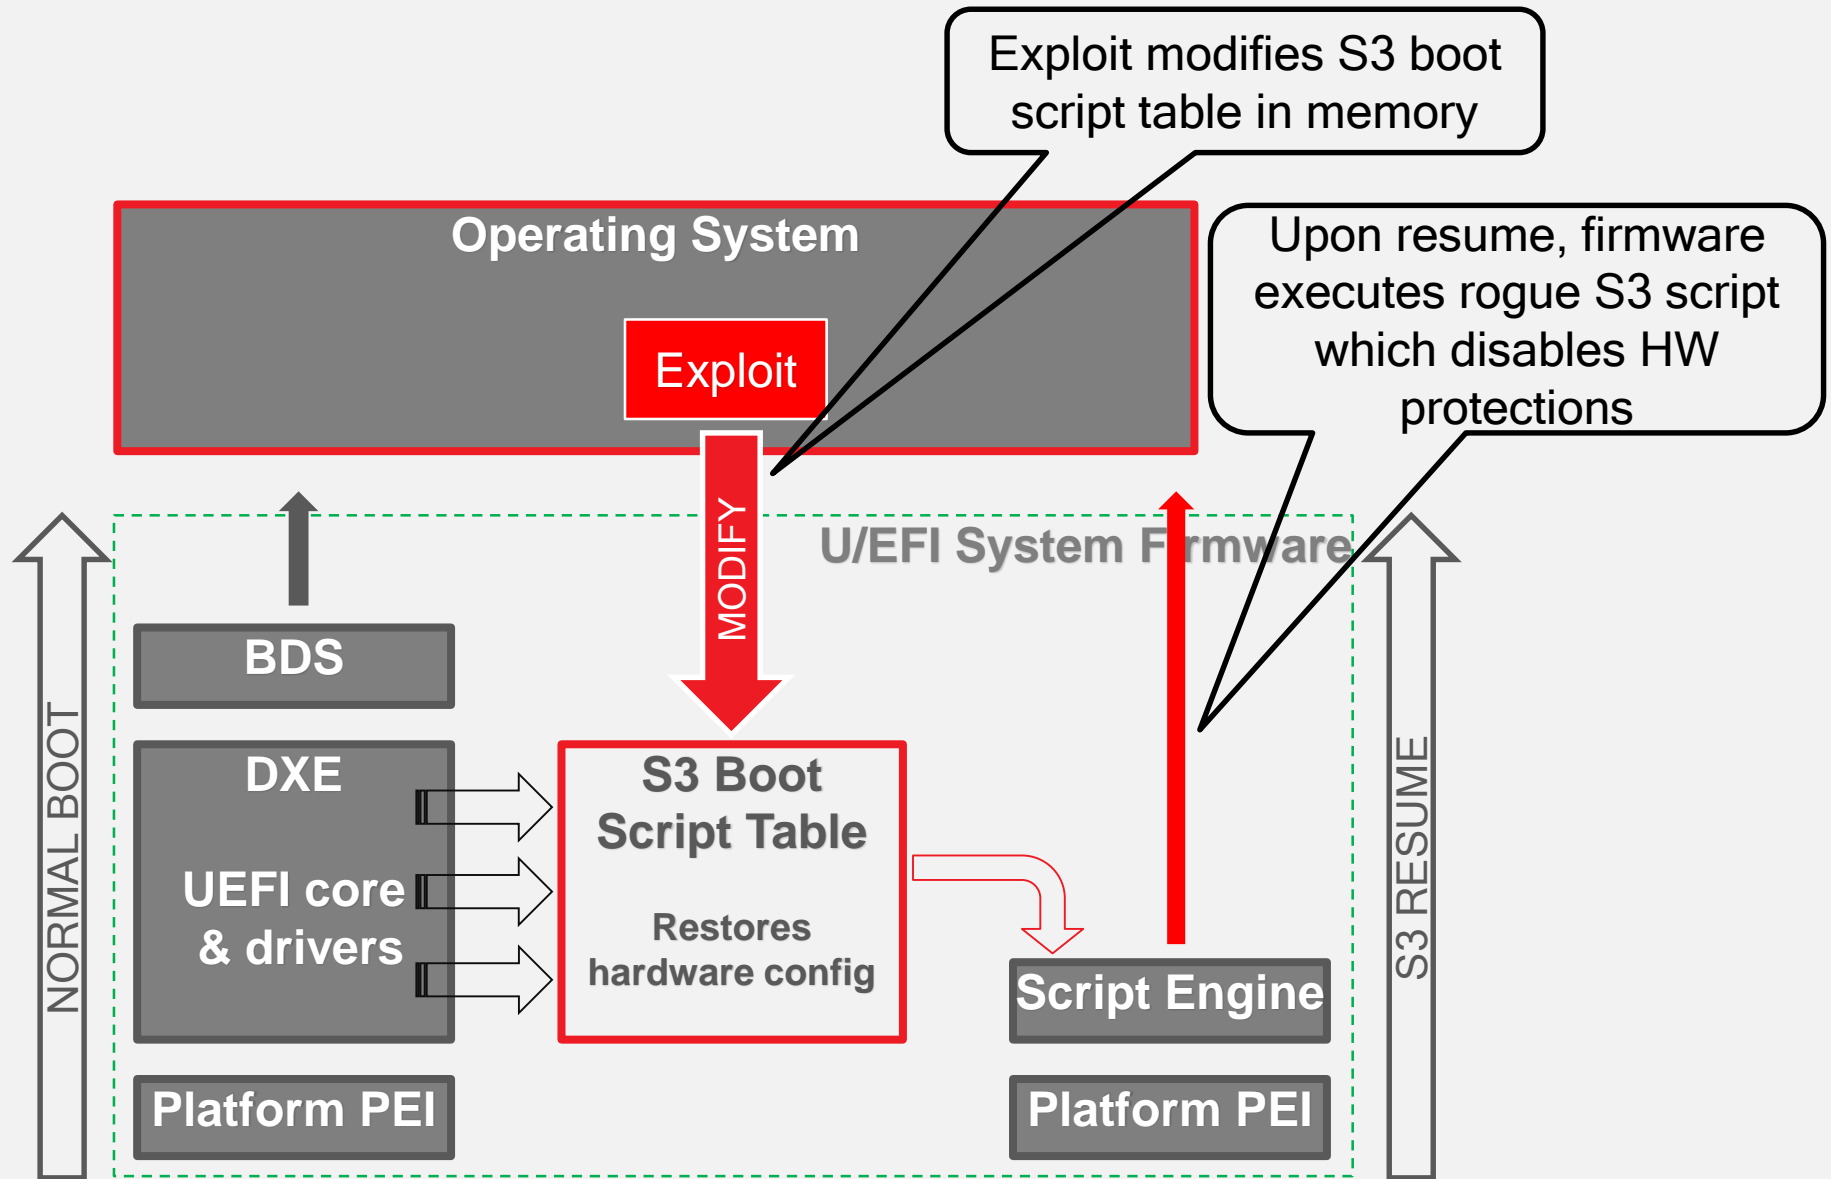 Exploit modifies S3 boot
script table in memory
Operating System
Upon resume, firmware
executes rogue S3 script
which disables HW
protections
Exploit
MODIFY
U/EFI System Firmware
NORMAL BOOT
BDS
DXE
UEFI core
& drivers
S3 Boot
Script Table
Restores
hardware config
Script Engine
S3 RESUME
Platform PEI
Platform PEI